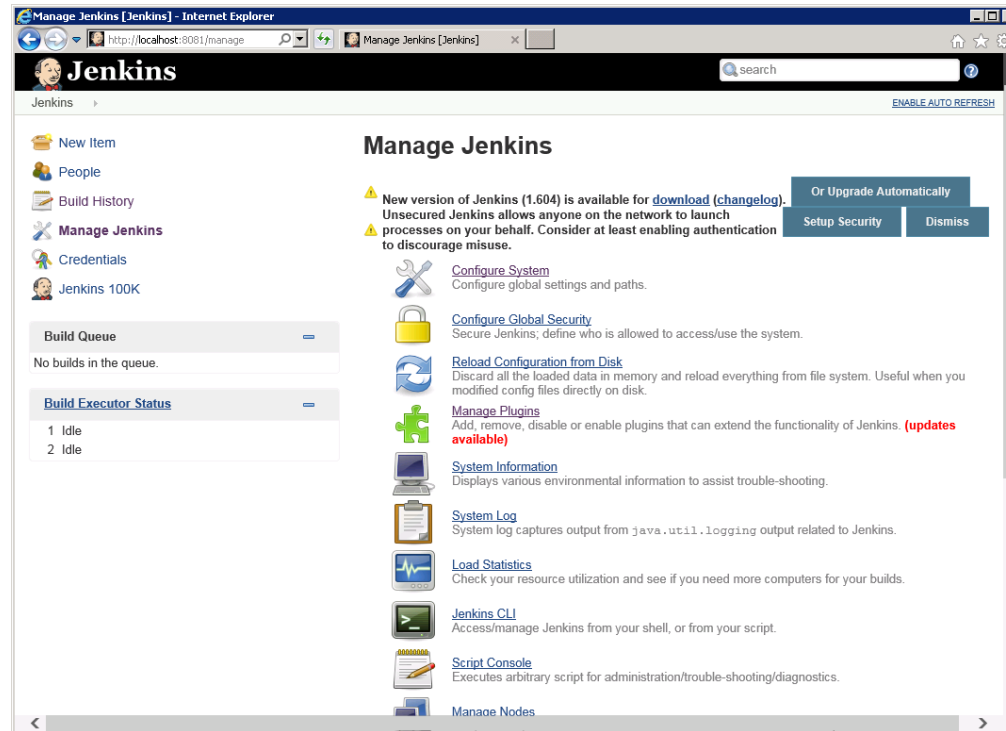 Manage Jenkins [Jenkins] - Internet Explorer
http://localhost:8081/manage
Manage Jenkins [Jenkins]
Jenkins
search
Jenkins
ENABLE AUTO REFRESH
New Item
People
Build History
Manage Jenkins
Credentials
Jenkins 100K
Build Queue
No builds in the queue.
Build Executor Status
1 Idle
2 Idle
Manage Jenkins
New version of Jenkins (1.604) is available for download (changelog).
Or Upgrade Automatically
Unsecured Jenkins allows anyone on the network to launch
processes on your behalf. Consider at least enabling authentication
to discourage misuse.
Setup Security
Dismiss
Configure System
Configure global settings and paths.
Configure Global Security
Secure Jenkins; define who is allowed to access/use the system.
Reload Configuration from Disk
Discard all the loaded data in memory and reload everything from file system. Useful when you
modified config files directly on disk.
Manage Plugins
Add, remove, disable or enable plugins that can extend the functionality of Jenkins. (updates
available)
System Information
Displays various environmental information to assist trouble-shooting.
System Log
System log captures output from java.util.logging output related to Jenkins.
Load Statistics
Check your resource utilization and see if you need more computers for your builds.
Jenkins CLI
Access/manage Jenkins from your shell, or from your script.
Script Console
Executes arbitrary script for administration/trouble-shooting/diagnostics.
Manage Nodes